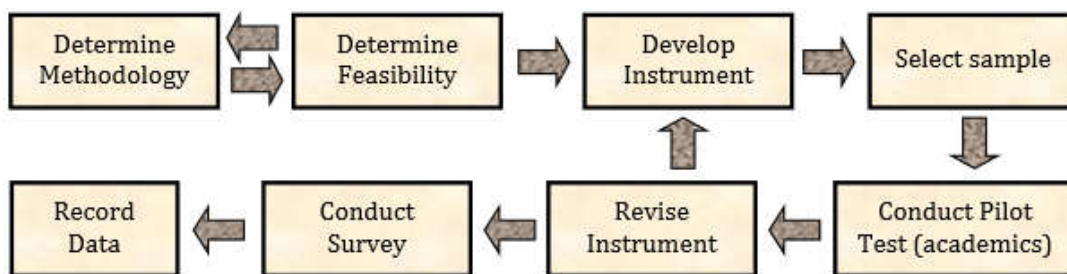 Determine
Methodology
Determine
Feasibility
Develop
Instrument
Select sample
Record
Data
Conduct
Survey
Revise
Instrument
Conduct Pilot
Test (academics)